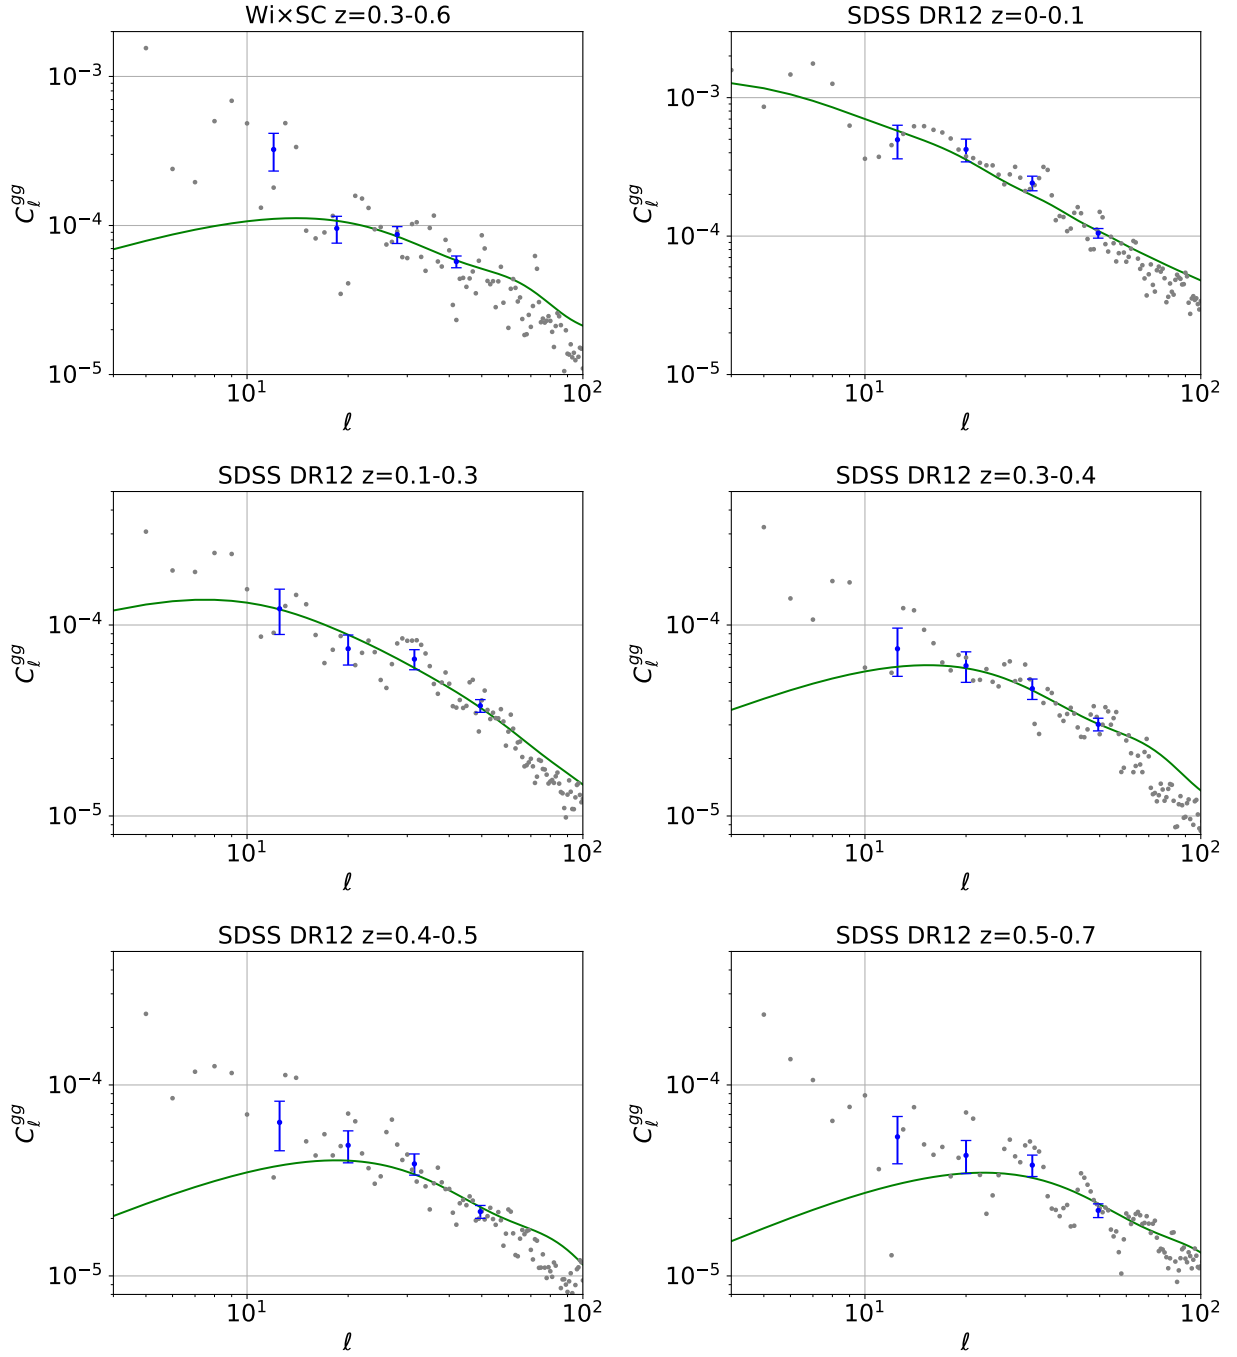 Wi×SC z=0.3-0.6
10⁻³
10⁻⁴
10⁻⁵
10¹
10²
C_ℓ^{gg}
ℓ
SDSS DR12 z=0-0.1
10⁻³
10⁻⁴
10⁻⁵
10¹
10²
C_ℓ^{gg}
ℓ
SDSS DR12 z=0.1-0.3
10⁻⁴
10⁻⁵
10¹
10²
C_ℓ^{gg}
ℓ
SDSS DR12 z=0.3-0.4
10⁻⁴
10⁻⁵
10¹
10²
C_ℓ^{gg}
ℓ
SDSS DR12 z=0.4-0.5
10⁻⁴
10⁻⁵
10¹
10²
C_ℓ^{gg}
ℓ
SDSS DR12 z=0.5-0.7
10⁻⁴
10⁻⁵
10¹
10²
C_ℓ^{gg}
ℓ